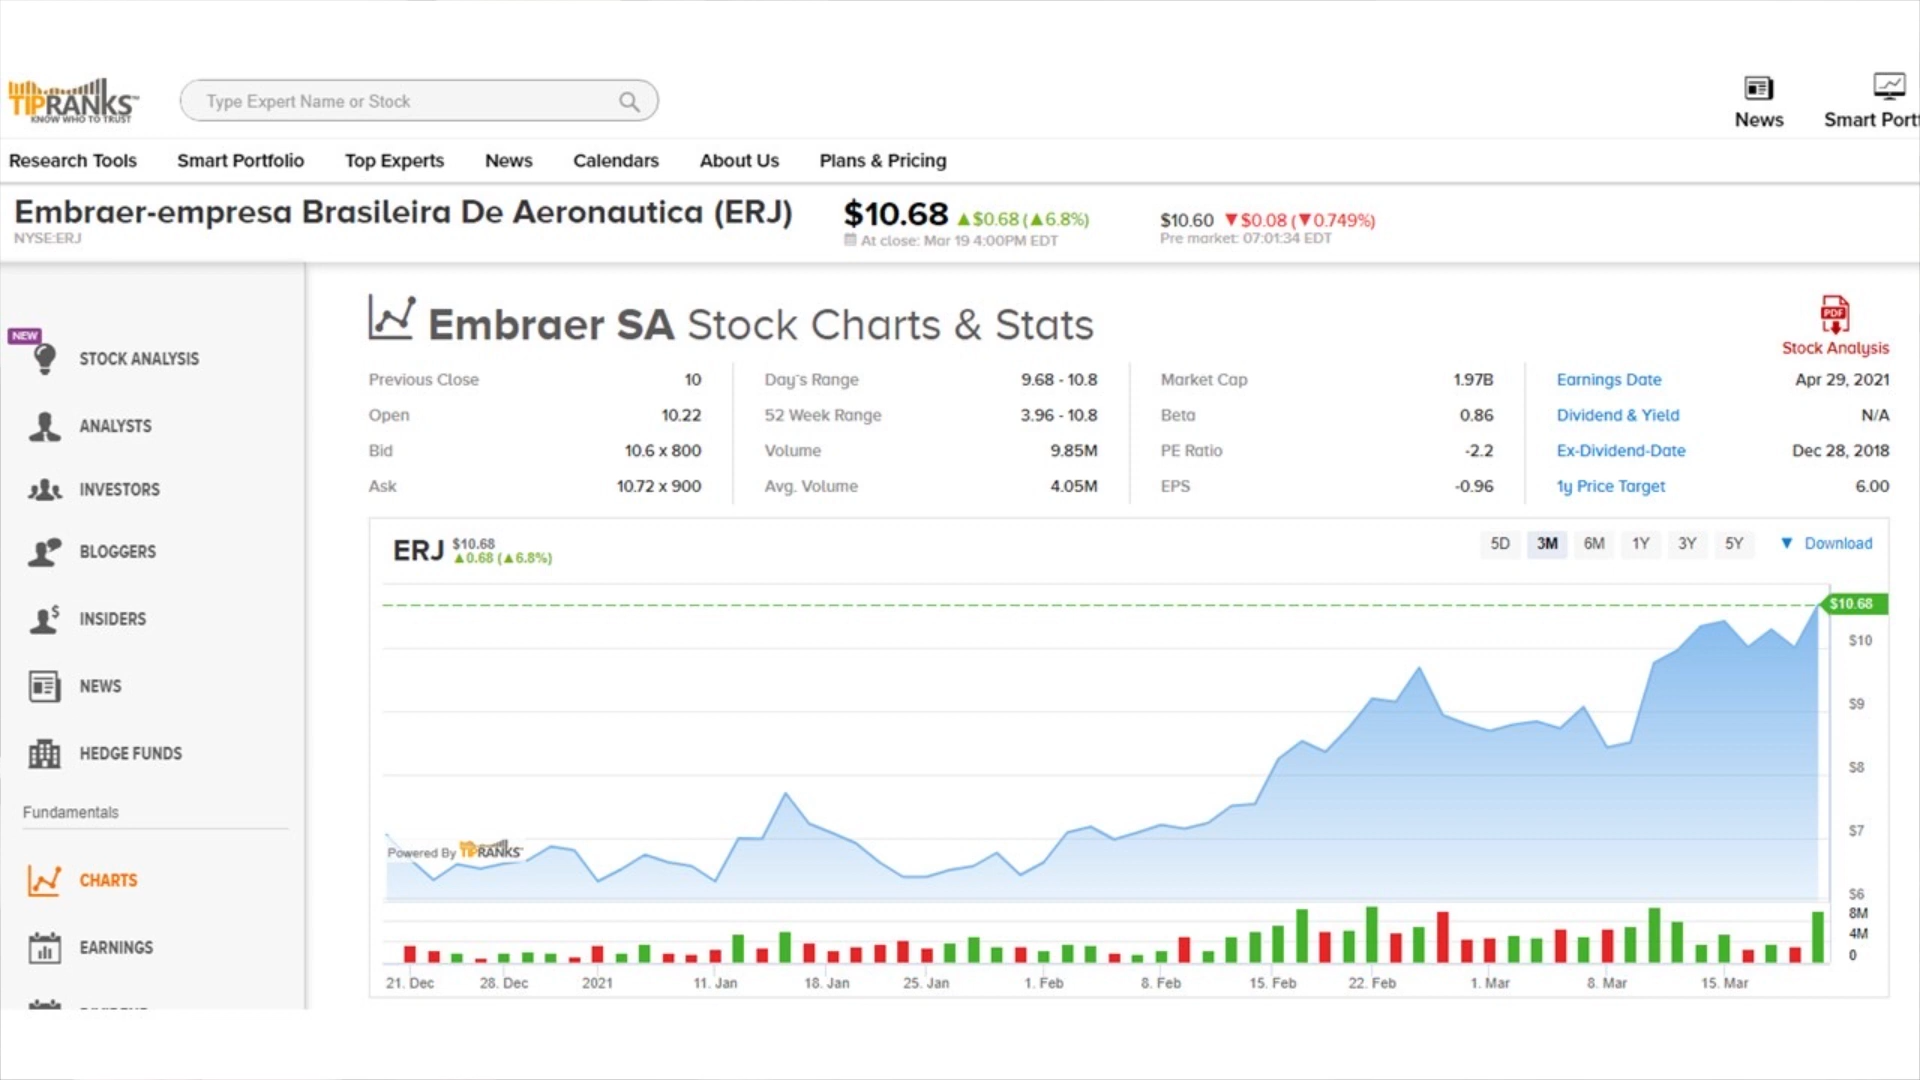 TIPRANKS™
KNOW WHO TO TRUST
Type Expert Name or Stock
News
Smart Portf
Research Tools Smart Portfolio Top Experts News Calendars About Us Plans & Pricing
Embraer-empresa Brasileira De Aeronautica (ERJ)
NYSE:ERJ
$10.68 ▲$0.68 (▲6.8%)
At close: Mar 19 4:00PM EDT
$10.60 ▼$0.08 (▼0.749%)
Pre market: 07:01:34 EDT
NEW
STOCK ANALYSIS
ANALYSTS
INVESTORS
BLOGGERS
INSIDERS
NEWS
HEDGE FUNDS
Fundamentals
CHARTS
EARNINGS
Embraer SA Stock Charts & Stats
PDF
Stock Analysis
Previous Close 10
Open 10.22
Bid 10.6 x 800
Ask 10.72 x 900
Day's Range 9.68 - 10.8
52 Week Range 3.96 - 10.8
Volume 9.85M
Avg. Volume 4.05M
Market Cap 1.97B
Beta 0.86
PE Ratio -2.2
EPS -0.96
Earnings Date Apr 29, 2021
Dividend & Yield N/A
Ex-Dividend-Date Dec 28, 2018
1y Price Target 6.00
ERJ $10.68
▲0.68 (▲6.8%)
5D 3M 6M 1Y 3Y 5Y ▼ Download
$10.68
$10
$9
$8
$7
$6
Powered By TIPRANKS
8M
4M
0
21. Dec 28. Dec 2021 11. Jan 18. Jan 25. Jan 1. Feb 8. Feb 15. Feb 22. Feb 1. Mar 8. Mar 15. Mar